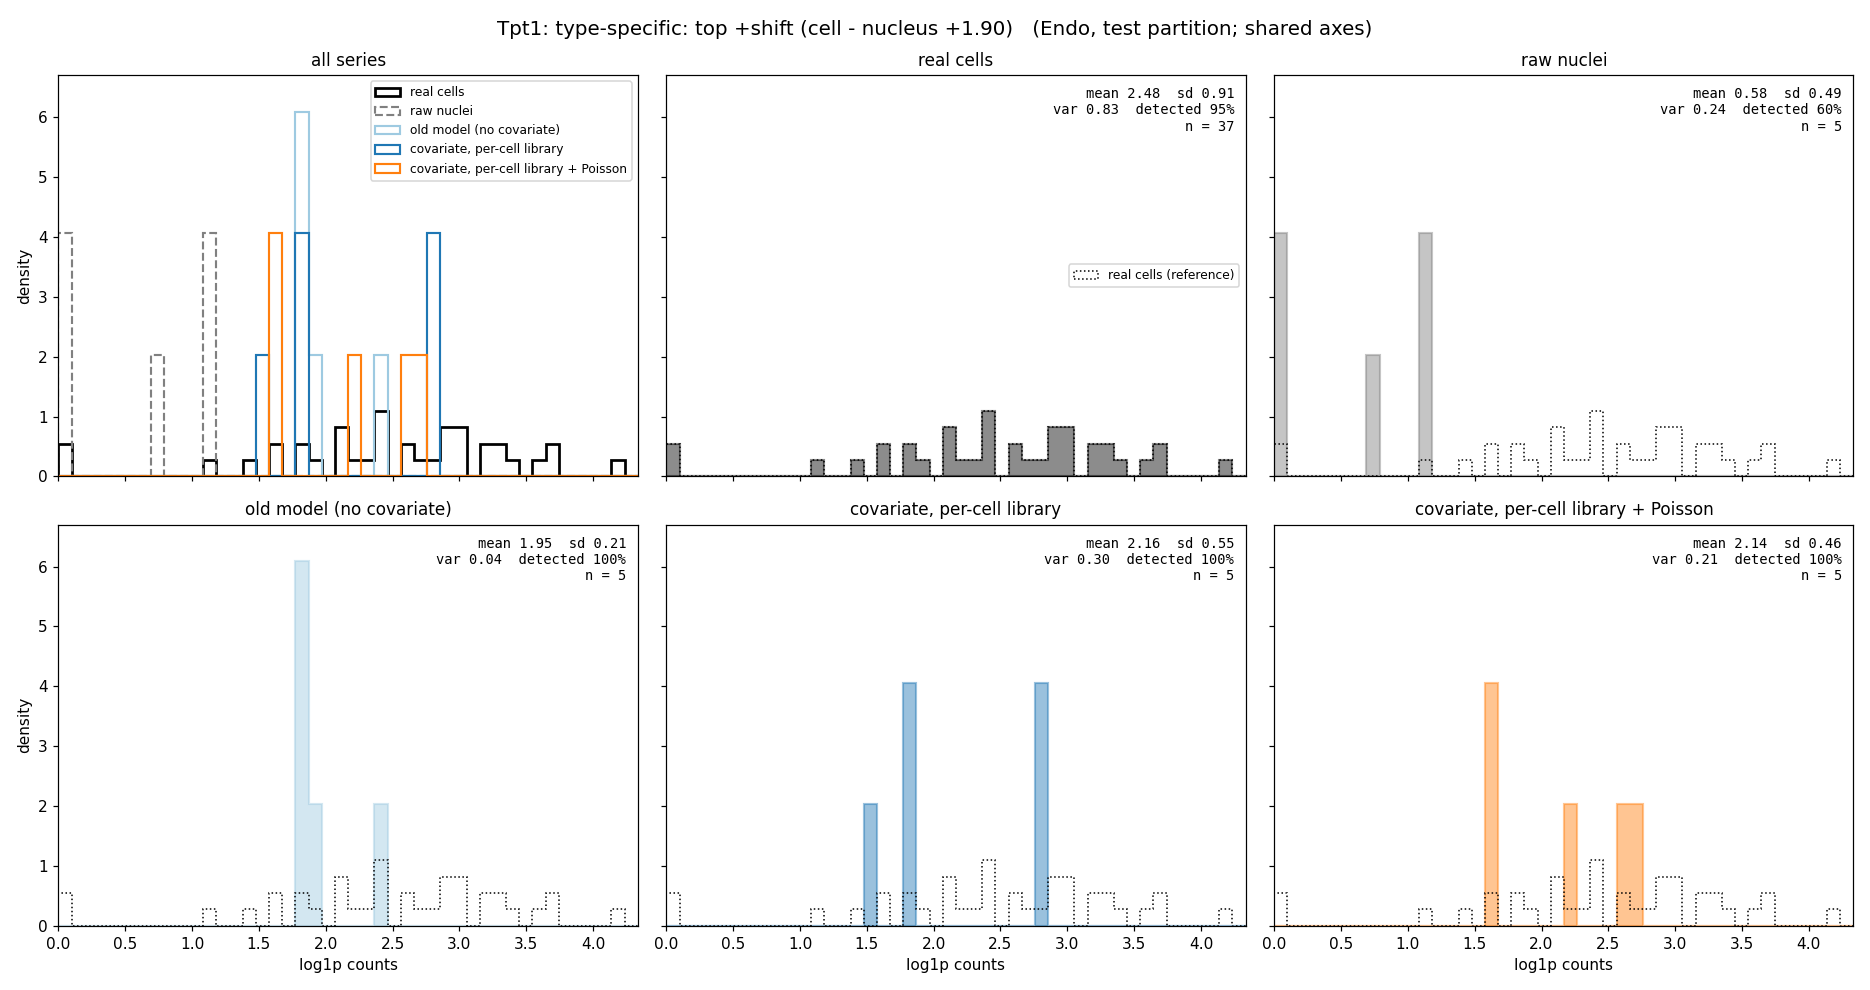 Tpt1: type-specific: top +shift (cell - nucleus +1.90)   (Endo, test partition; shared axes)
all series
real cells
raw nuclei
old model (no covariate)
covariate, per-cell library
covariate, per-cell library + Poisson
density
6
5
4
3
2
1
0
real cells
mean 2.48  sd 0.91
var 0.83  detected 95%
n = 37
real cells (reference)
raw nuclei
mean 0.58  sd 0.49
var 0.24  detected 60%
n = 5
old model (no covariate)
mean 1.95  sd 0.21
var 0.04  detected 100%
n = 5
density
6
5
4
3
2
1
0
0.0 0.5 1.0 1.5 2.0 2.5 3.0 3.5 4.0
log1p counts
covariate, per-cell library
mean 2.16  sd 0.55
var 0.30  detected 100%
n = 5
0.0 0.5 1.0 1.5 2.0 2.5 3.0 3.5 4.0
log1p counts
covariate, per-cell library + Poisson
mean 2.14  sd 0.46
var 0.21  detected 100%
n = 5
0.0 0.5 1.0 1.5 2.0 2.5 3.0 3.5 4.0
log1p counts